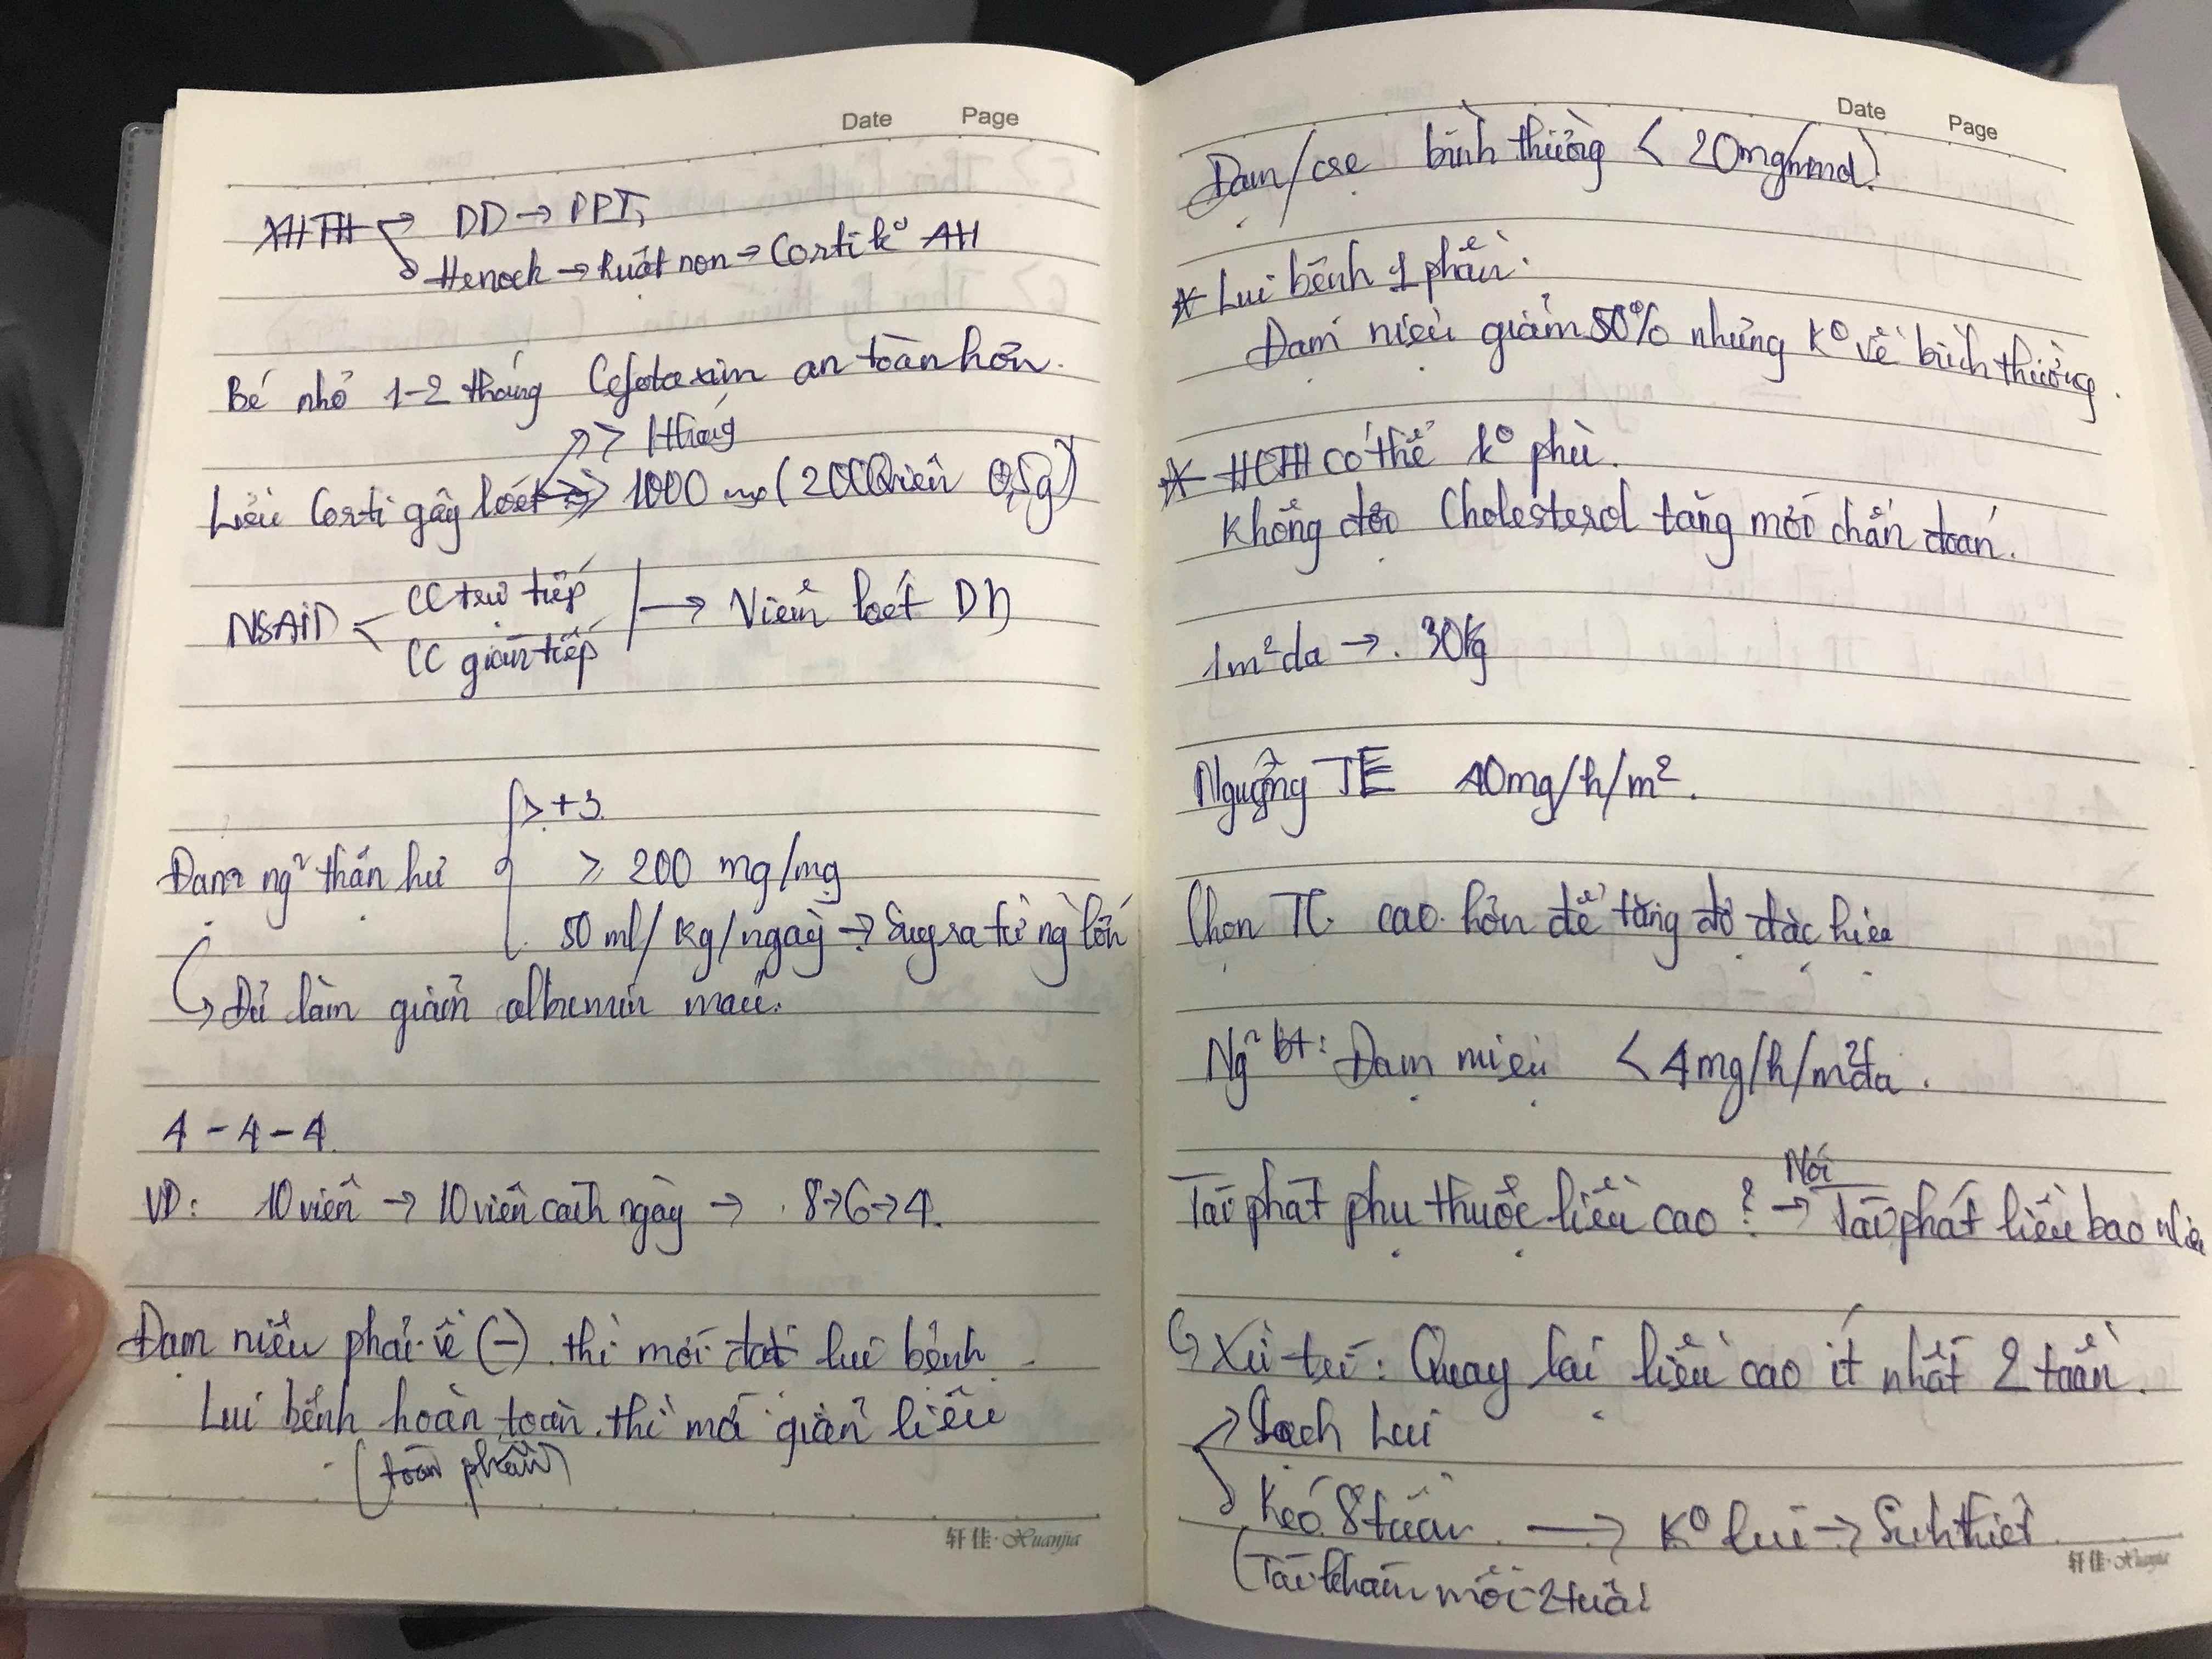 Date Page
XHTH → DD → PPI,
→ Henoch → Ruột non → Corti k° AH
Bé nhỏ 1-2 tháng Cefotaxim an toàn hơn.
> 1 tháng
Liều Corti gây loét → > 1000 mg (2000 viên 0,5g)
NSAID < CC trực tiếp
CC gián tiếp → Viêm loét DD
≥ +3
Đạm ng² thận hư ≥ 200 mg/mg
50 ml/kg/ngày → Suy ra từ ng lớn
↳ Đủ làm giảm albumin máu.
4 - 4 - 4.
VD: 10 viên → 10 viên cách ngày → 8→6→4.
Đạm niệu phải về (-) thì mới đạt lui bệnh.
Lui bệnh hoàn toàn thì mới giảm liều
(toàn phần)
轩佳·Xuanjia
Date Page
Đạm/cre bình thường < 20mg/mmol.
* Lui bệnh 1 phần:
Đạm niệu giảm 50% nhưng k° về bình thường.
* HCTH có thể k° phù.
Không đợi Cholesterol tăng mới chẩn đoán.
1m² da → 30kg
Ngưỡng TE 40mg/h/m².
Chọn TC cao hơn để tăng độ đặc hiệu
Ng² bt: Đạm niệu < 4mg/h/m² da.
Nói
Tái phát phụ thuộc liều cao ? → Tái phát liều bao nhiêu
↳ Xử trí: Quay lại liều cao ít nhất 2 tuần.
→ Sạch lui
→ Kéo 8 tuần → K° lui → Sinh thiết
(Tái khám mỗi 2 tuần
轩佳·Xuanjia